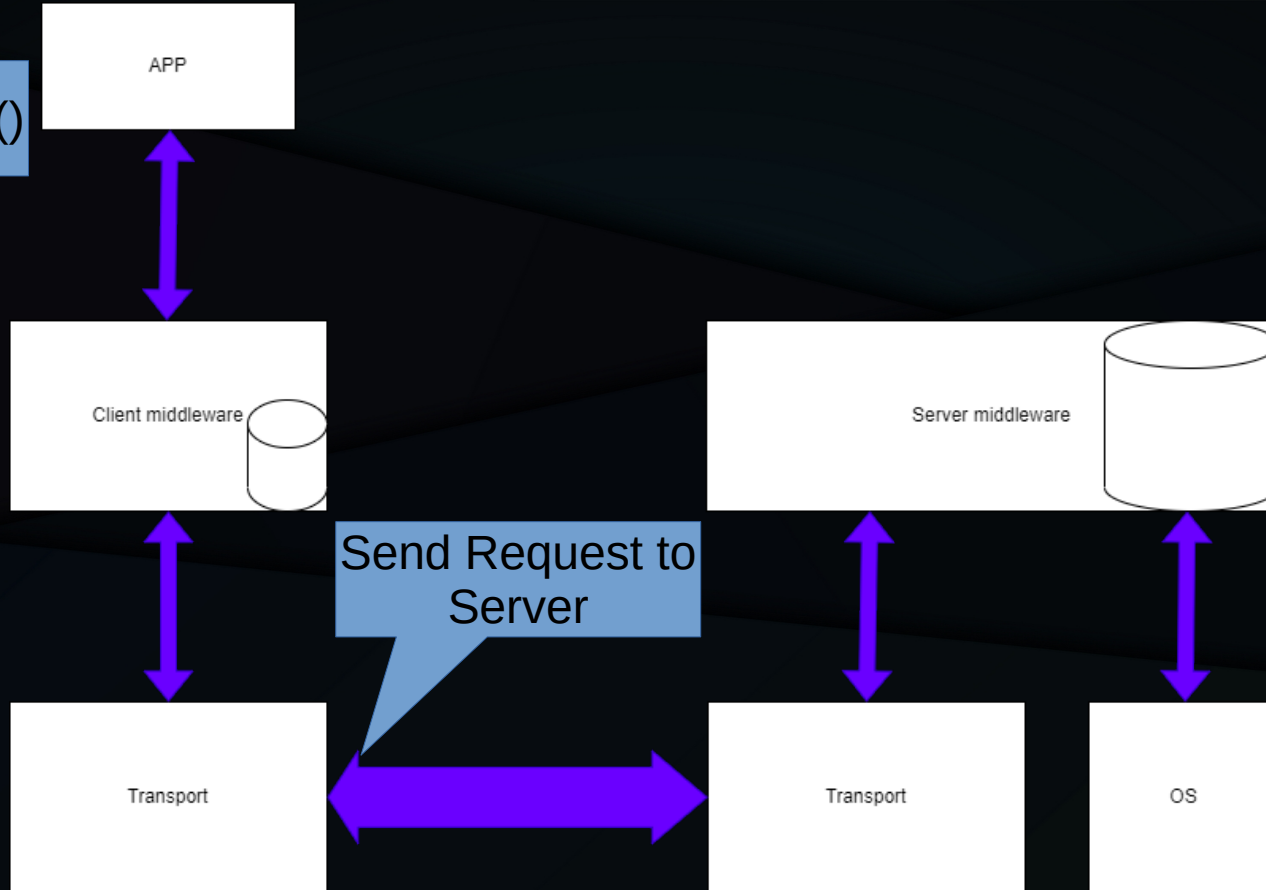 APP
()
Client middleware
Server middleware
Send Request to
Server
Transport
Transport
OS